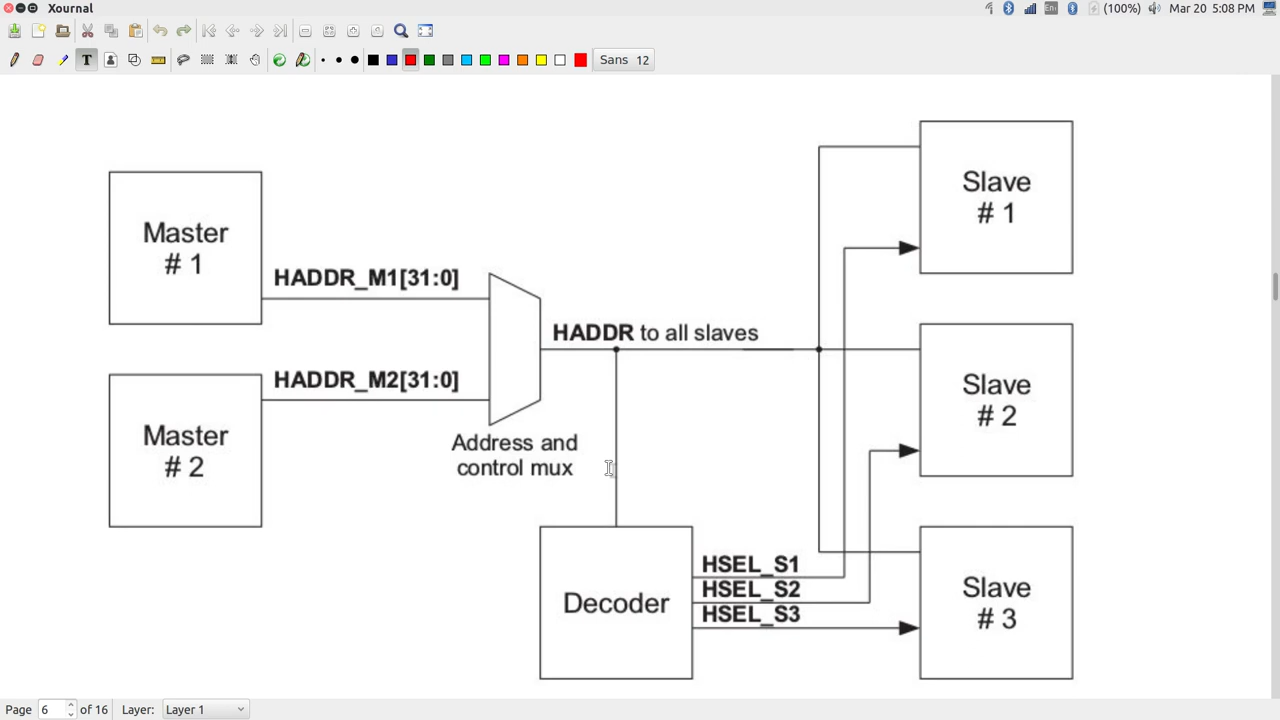 Xournal
En
(100%)
Mar 20 5:08 PM
T
Sans 12
Master
# 1
HADDR_M1[31:0]
Master
# 2
HADDR_M2[31:0]
Address and
control mux
HADDR to all slaves
Decoder
HSEL_S1
HSEL_S2
HSEL_S3
Slave
# 1
Slave
# 2
Slave
# 3
Page 6 of 16 Layer: Layer 1